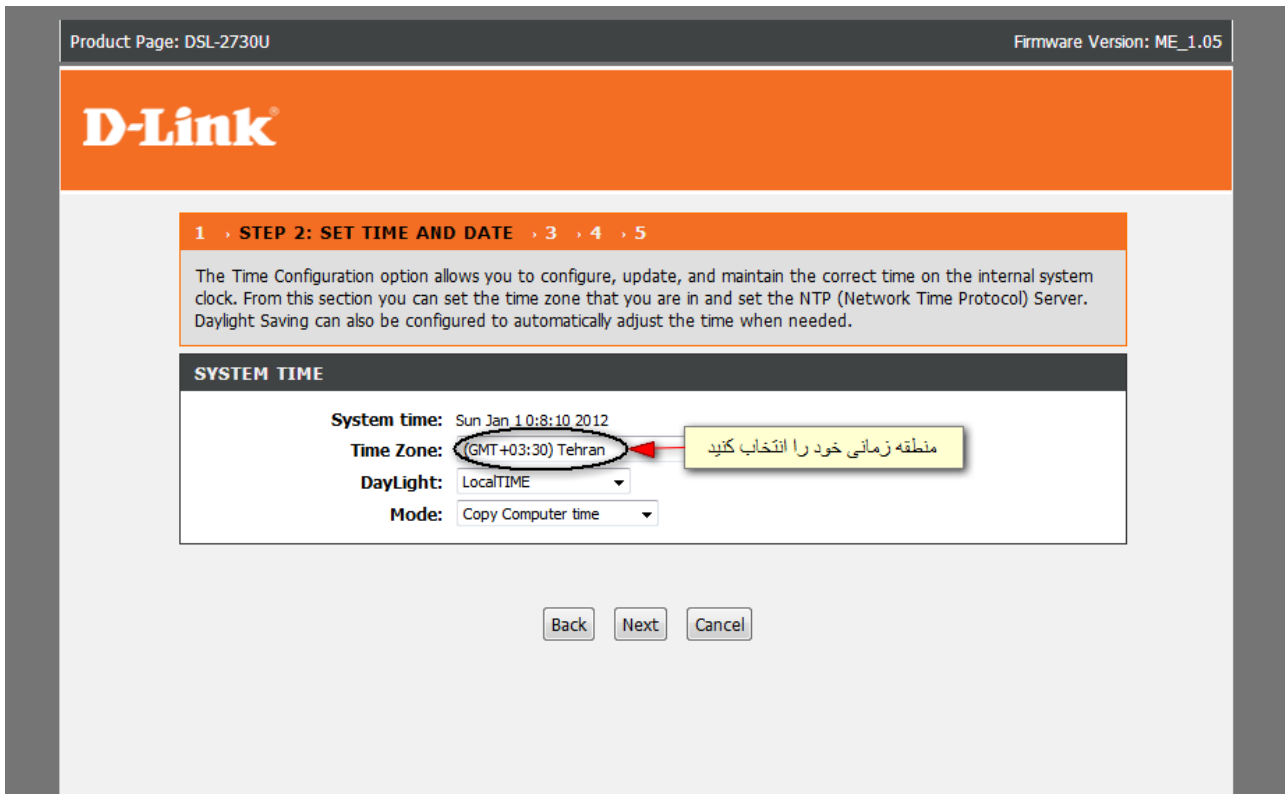 Product Page: DSL-2730U Firmware Version: ME_1.05
D-Link®
1 › STEP 2: SET TIME AND DATE › 3 › 4 › 5
The Time Configuration option allows you to configure, update, and maintain the correct time on the internal system
clock. From this section you can set the time zone that you are in and set the NTP (Network Time Protocol) Server.
Daylight Saving can also be configured to automatically adjust the time when needed.
SYSTEM TIME
System time: Sun Jan 1 0:8:10 2012
Time Zone: (GMT+03:30) Tehran
منطقه زمانی خود را انتخاب کنید
DayLight: LocalTIME
Mode: Copy Computer time
Back Next Cancel